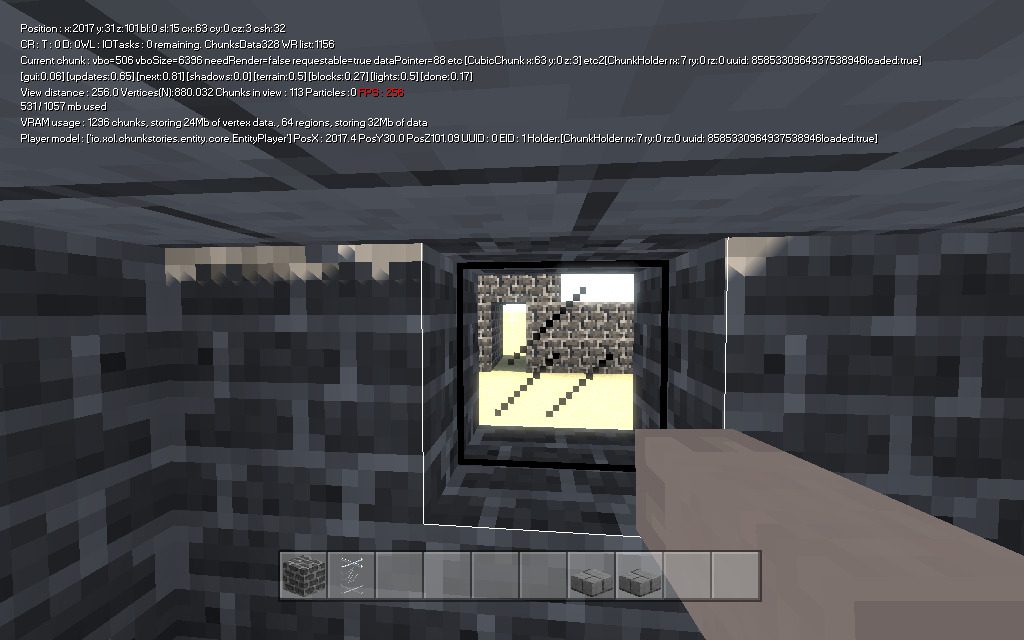 Position : x:2017 y:31 z:101 bl:0 sl:15 cx:63 cy:0 cz:3 csh:32
CR : T : 0 D: 0WL : IOTasks : 0 remaining. ChunksData328 WR list:1156
Current chunk : vbo=506 vboSize=6396 needRender=false requestable=true dataPointer=88 etc [CubicChunk x:63 y:0 z:3] etc2[ChunkHolder rx:7 ry:0 rz:0 uuid: 8585330964937538946loaded:true]
[gui:0.06] [updates:0.65] [next:0.81] [shadows:0.0] [terrain:0.5] [blocks:0.27] [lights:0.5] [done:0.17]
View distance : 256.0 Vertices(N):880.032 Chunks in view : 113 Particles :0 FPS : 256
531 / 1057 mb used
VRAM usage : 1296 chunks, storing 24Mb of vertex data., 64 regions, storing 32Mb of data
Player model : ['io.xol.chunkstories.entity.core.EntityPlayer'] PosX : 2017.4 PosY30.0 PosZ101.09 UUID : 0 EID : 1 Holder:[ChunkHolder rx:7 ry:0 rz:0 uuid: 8585330964937538946loaded:true]